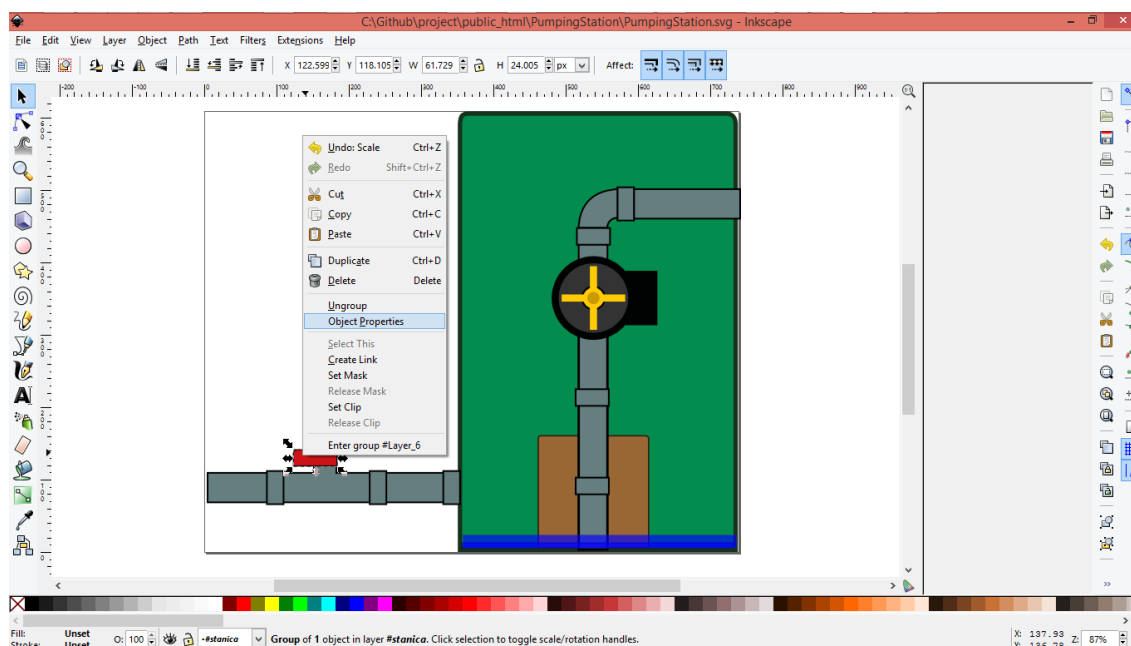 C:\Github\project\public_html\PumpingStation\PumpingStation.svg - Inkscape
File Edit View Layer Object Path Text Filters Extensions Help
X 122.599 Y 118.105 W 61.729 H 24.005 px Affect:
Undo: Scale Ctrl+Z
Redo Shift+Ctrl+Z
Cut Ctrl+X
Copy Ctrl+C
Paste Ctrl+V
Duplicate Ctrl+D
Delete Delete
Ungroup
Object Properties
Select This
Create Link
Set Mask
Release Mask
Set Clip
Release Clip
Enter group #Layer_6
Fill: Unset O: 100 -#stanica Group of 1 object in layer #stanica. Click selection to toggle scale/rotation handles. X: 137.93 Z: 87%
Stroke: Unset Y: 136.78